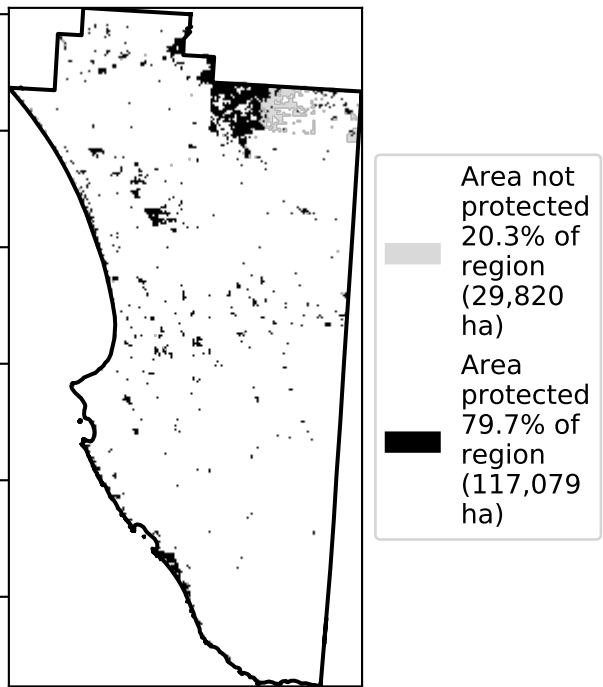 Area not
protected
20.3% of
region
(29,820
ha)
Area
protected
79.7% of
region
(117,079
ha)